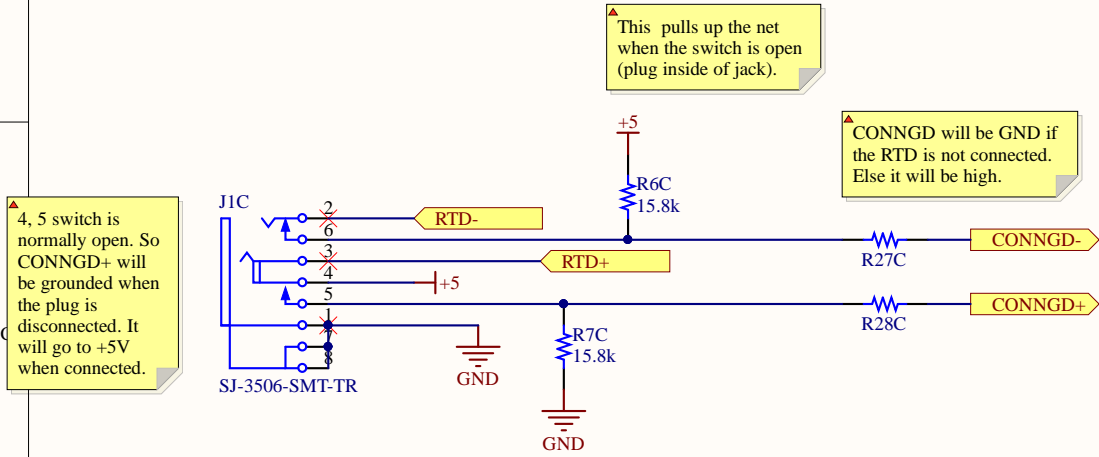 This  pulls up the net
when the switch is open
(plug inside of jack).
+5
CONNGD will be GND if
the RTD is not connected.
Else it will be high.
R6C
15.8k
4, 5 switch is
normally open. So
CONNGD+ will
be grounded when
the plug is
disconnected. It
will go to +5V
when connected.
J1C
2
RTD-
6
CONNGD-
R27C
3
RTD+
4
+5
5
CONNGD+
R28C
1
7
8
GND
R7C
15.8k
SJ-3506-SMT-TR
GND